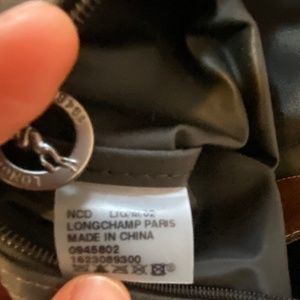 NCD
LONGCHAMP PARIS
MADE IN CHINA
0945802
1623089300